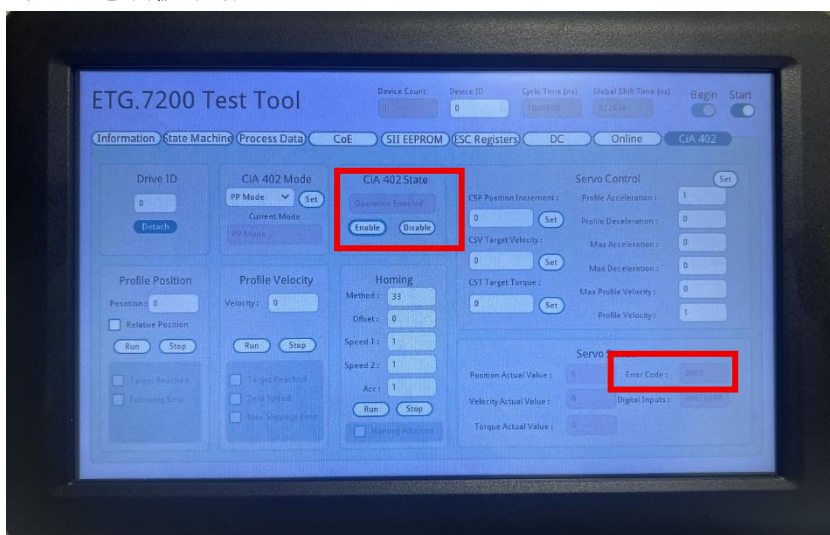 ETG.7200 Test Tool
Device Count Device ID Cycle Time (ns) Global Shift Time (ns) Begin Start
1 0 1000000
Information State Machine Process Data CoE SII EEPROM ESC Registers DC Online CiA 402
Drive ID
0
Detach
CiA 402 Mode
PP Mode Set
Current Mode
PP Mode
CiA 402 State
Operation Enabled
Enable Disable
Servo Control Set
CSP Position Increment :
0 Set
CSV Target Velocity :
0 Set
CST Target Torque :
0 Set
Profile Acceleration : 1
Profile Deceleration : 0
Max Acceleration : 0
Max Deceleration : 0
Max Profile Velocity : 0
Profile Velocity : 1
Profile Position
Position : 0
Relative Position
Run Stop
Target Reached
Following Error
Profile Velocity
Velocity : 0
Run Stop
Target Reached
Zero Speed
Max Slippage Error
Homing
Method : 33
Offset : 0
Speed 1 : 1
Speed 2 : 1
Acc : 1
Run Stop
Homing Attained
Servo
Position Actual Value : 0 Error Code : 0000
Velocity Actual Value : 0 Digital Inputs :
Torque Actual Value : 0